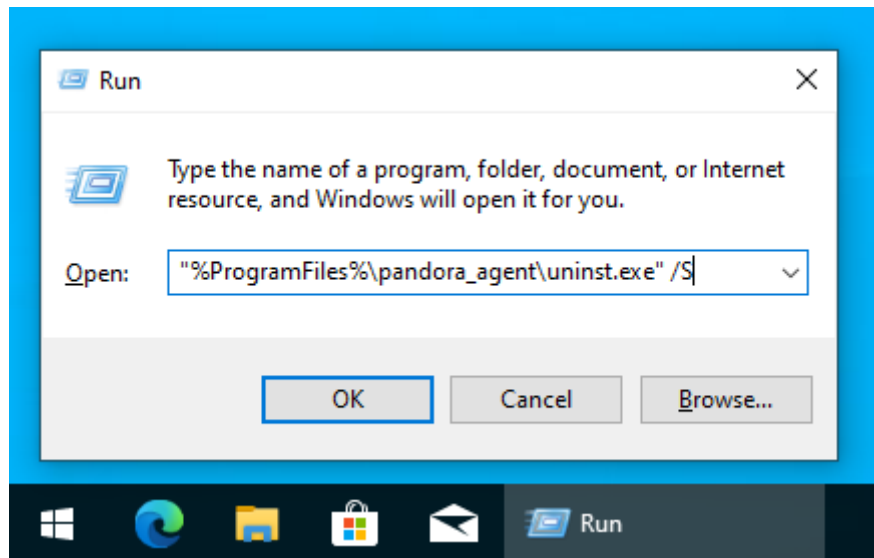 Run
Type the name of a program, folder, document, or Internet
resource, and Windows will open it for you.
Open: "%ProgramFiles%\pandora_agent\uninst.exe" /S
OK Cancel Browse...
Run